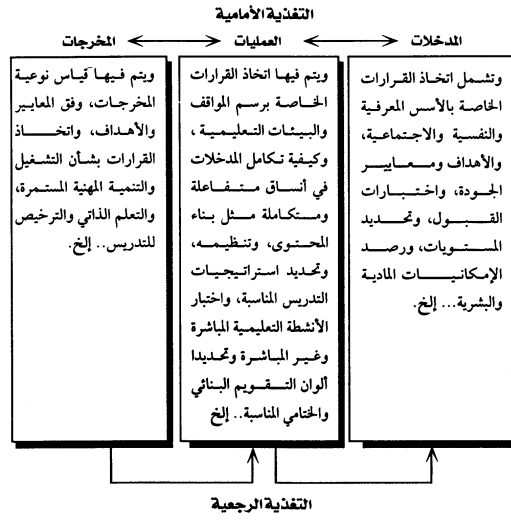 التغذية الأمامية
المدخلات
العمليات
المخرجات
وتشمل اتخاذ القرارات
الخاصة بالأسس المعرفية
والنفسية والاجتماعية،
والأهداف ومعايير
الجودة، واختبارات
القبول، وتحديد
المستويات، ورصد
الإمكانيات المادية
والبشرية... إلخ.
ويتم فيها اتخاذ القرارات
الخاصة برسم المواقف
والبيئات التعليمية،
وكيفية تكامل المدخلات
في أنساق متفاعلة
ومتكاملة مثل بناء
المحتوى، وتنظيمه،
وتحديد استراتيجيات
التدريس المناسبة، واختبار
الأنشطة التعليمية المباشرة
وغير المباشرة وتحديدا
ألوان التقويم البنائي
والختامي المناسبة.. إلخ
ويتم فيها قياس نوعية
المخرجات، وفق المعايير
والأهداف، واتخاذ
القرارات بشأن التشغيل
والتنمية المهنية المستمرة،
والتعلم الذاتي والترخيص
للتدريس.. إلخ.
التغذية الرجعية